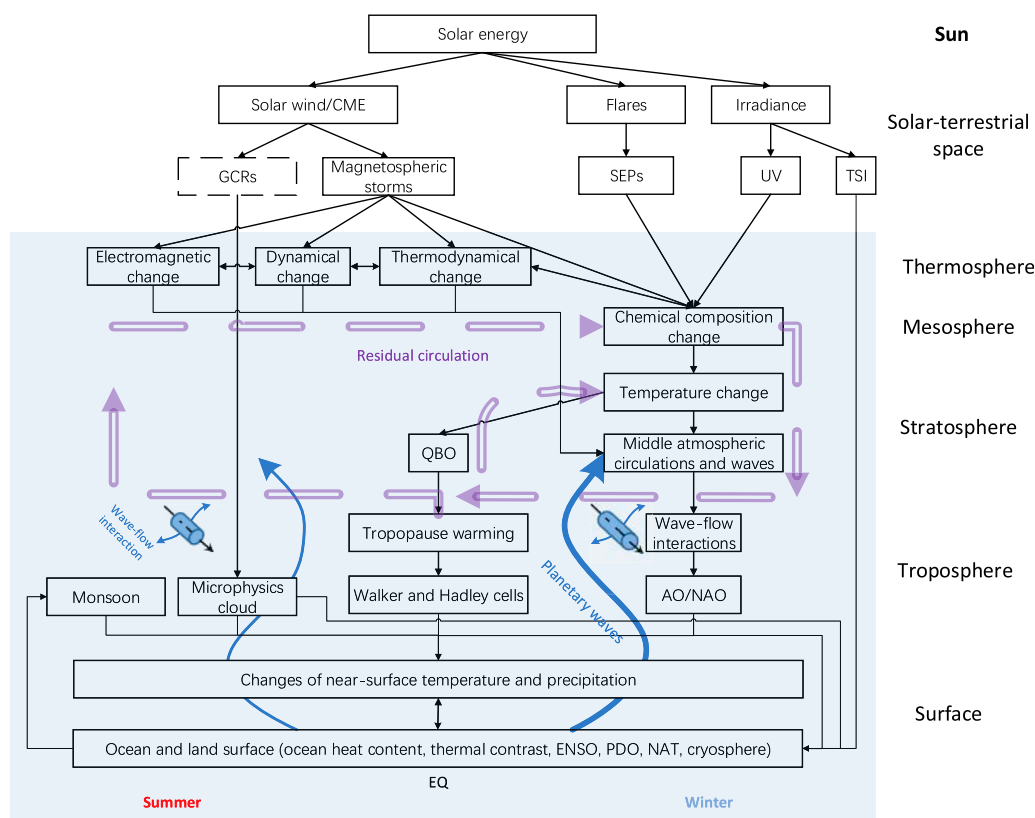 Solar energy
Sun
Solar wind/CME
Flares
Irradiance
Solar-terrestrial
space
GCRs
Magnetospheric
storms
SEPs
UV
TSI
Electromagnetic
change
Dynamical
change
Thermodynamical
change
Thermosphere
Chemical composition
change
Mesosphere
Residual circulation
Temperature change
Stratosphere
QBO
Middle atmospheric
circulations and waves
Wave-flow
interaction
Tropopause warming
Wave-flow
interactions
Planetary waves
Troposphere
Monsoon
Microphysics
cloud
Walker and Hadley cells
AO/NAO
Changes of near-surface temperature and precipitation
Surface
Ocean and land surface (ocean heat content, thermal contrast, ENSO, PDO, NAT, cryosphere)
EQ
Summer
Winter